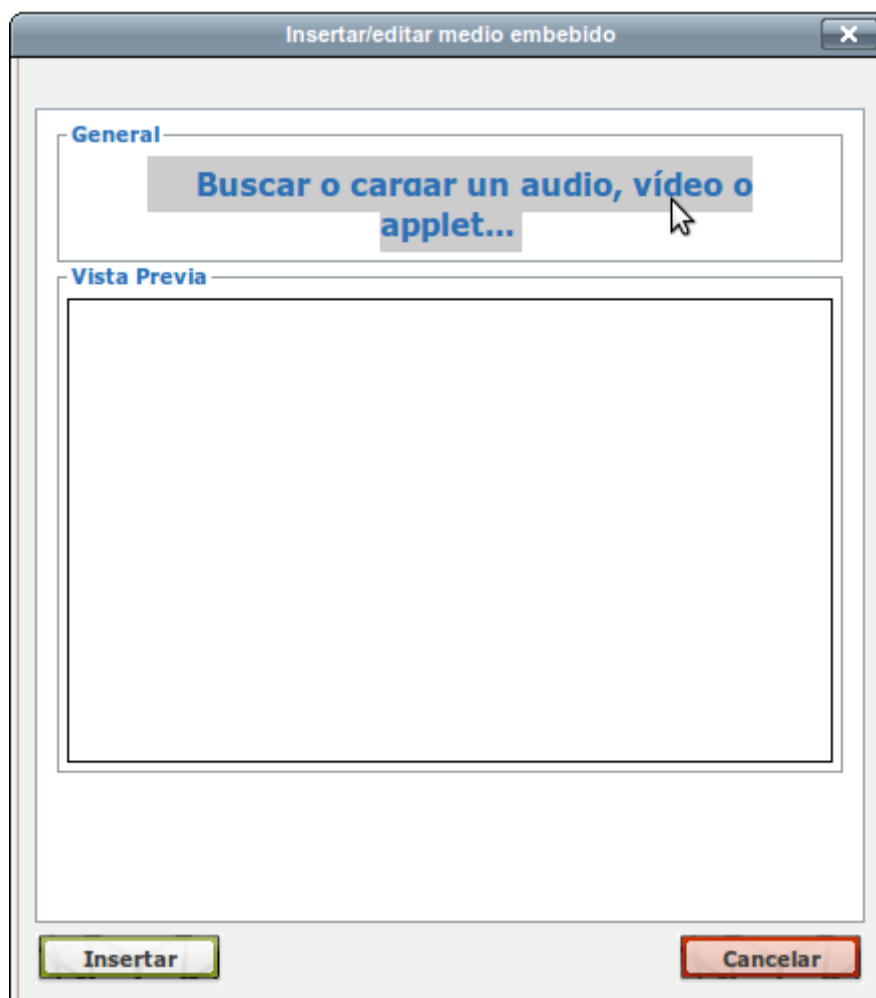 Insertar/editar medio embebido
General
Buscar o cargar un audio, vídeo o
applet...
Vista Previa
Insertar
Cancelar